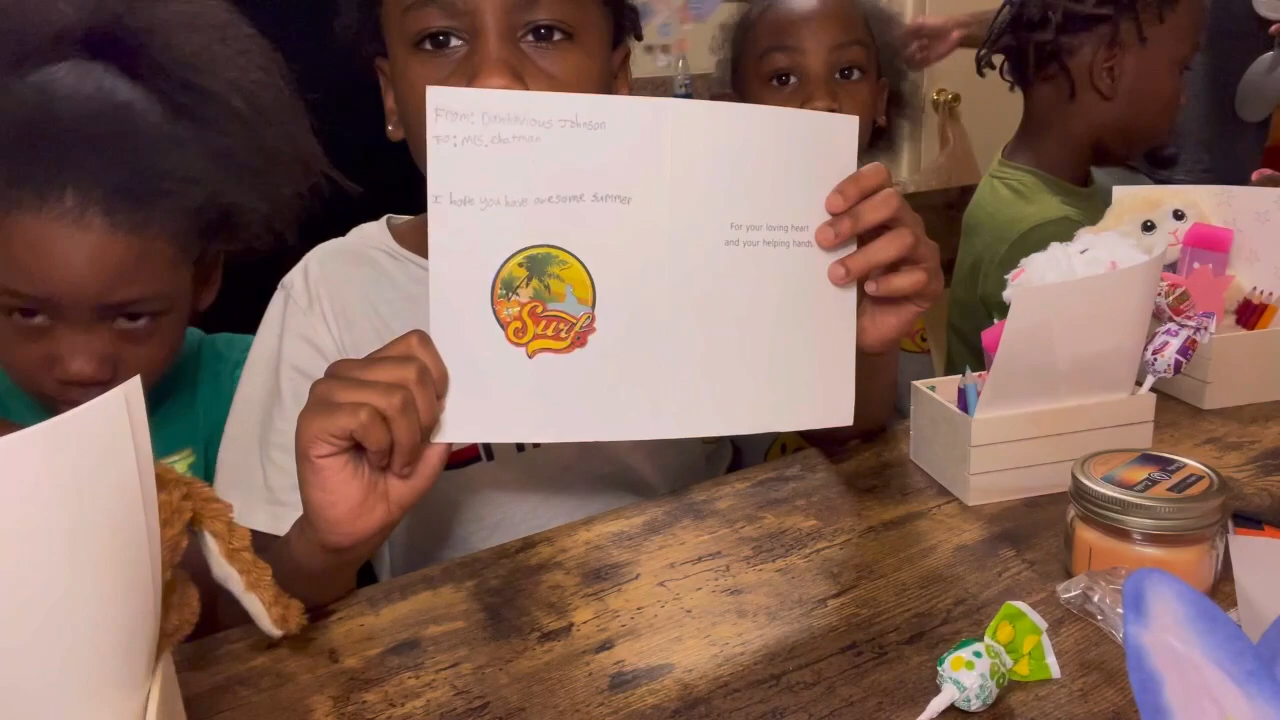 From: Dontavious Johnson
To: MS. chatman
I hope you have awesome summer
Surf
For your loving heart
and your helping hands.